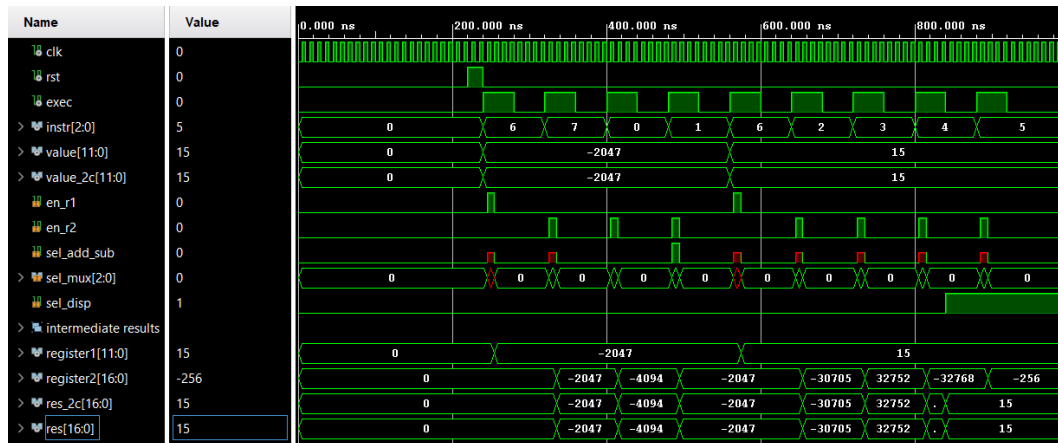 Name Value 0.000 ns 200.000 ns 400.000 ns 600.000 ns 800.000 ns
clk 0
rst 0
exec 0
instr[2:0] 5 0 6 7 0 1 6 2 3 4 5
value[11:0] 15 0 -2047 15
value_2c[11:0] 15 0 -2047 15
en_r1 0
en_r2 0
sel_add_sub 0
sel_mux[2:0] 0 0 0 0 0 0 0 0 0 0 0
sel_disp 1
intermediate results
register1[11:0] 15 0 -2047 15
register2[16:0] -256 0 -2047 -4094 -2047 -30705 32752 -32768 -256
res_2c[16:0] 15 0 -2047 -4094 -2047 -30705 32752 . 15
res[16:0] 15 0 -2047 -4094 -2047 -30705 32752 . 15